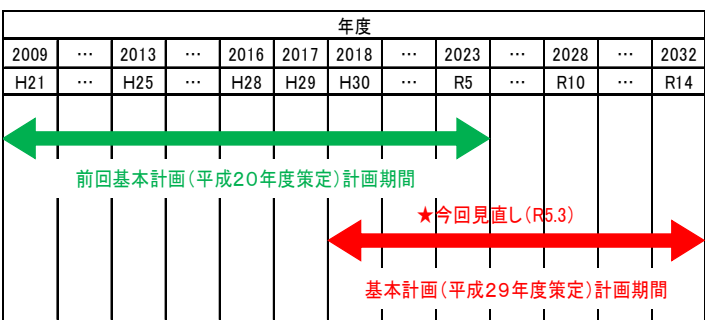 年度
2009 … 2013 … 2016 2017 2018 … 2023 … 2028 … 2032
H21 … H25 … H28 H29 H30 … R5 … R10 … R14
前回基本計画(平成20年度策定)計画期間
★今回見直し(R5.3)
基本計画(平成29年度策定)計画期間